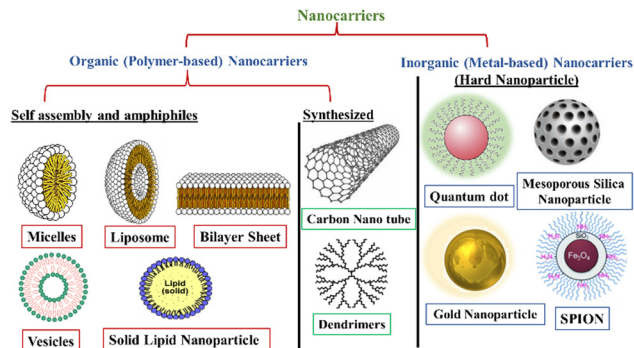 Nanocarriers
Organic (Polymer-based) Nanocarriers
Inorganic (Metal-based) Nanocarriers
(Hard Nanoparticle)
Self assembly and amphiphiles
Synthesized
Micelles
Liposome
Bilayer Sheet
Carbon Nano tube
Quantum dot
Mesoporous Silica
Nanoparticle
Lipid
(solid)
Vesicles
Solid Lipid Nanoparticle
Dendrimers
Gold Nanoparticle
SiO₂
Fe₃O₄
SPION